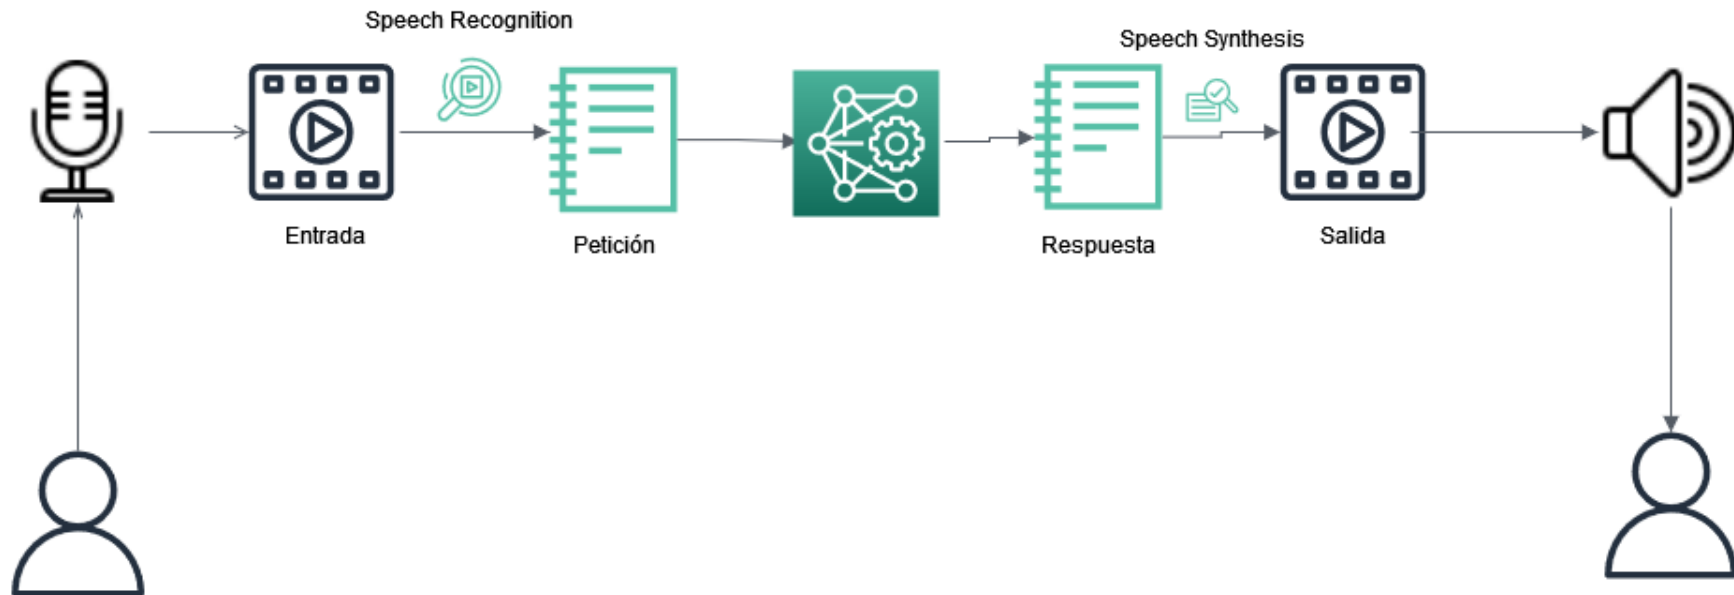 Speech Recognition
Speech Synthesis
Entrada
Petición
Respuesta
Salida